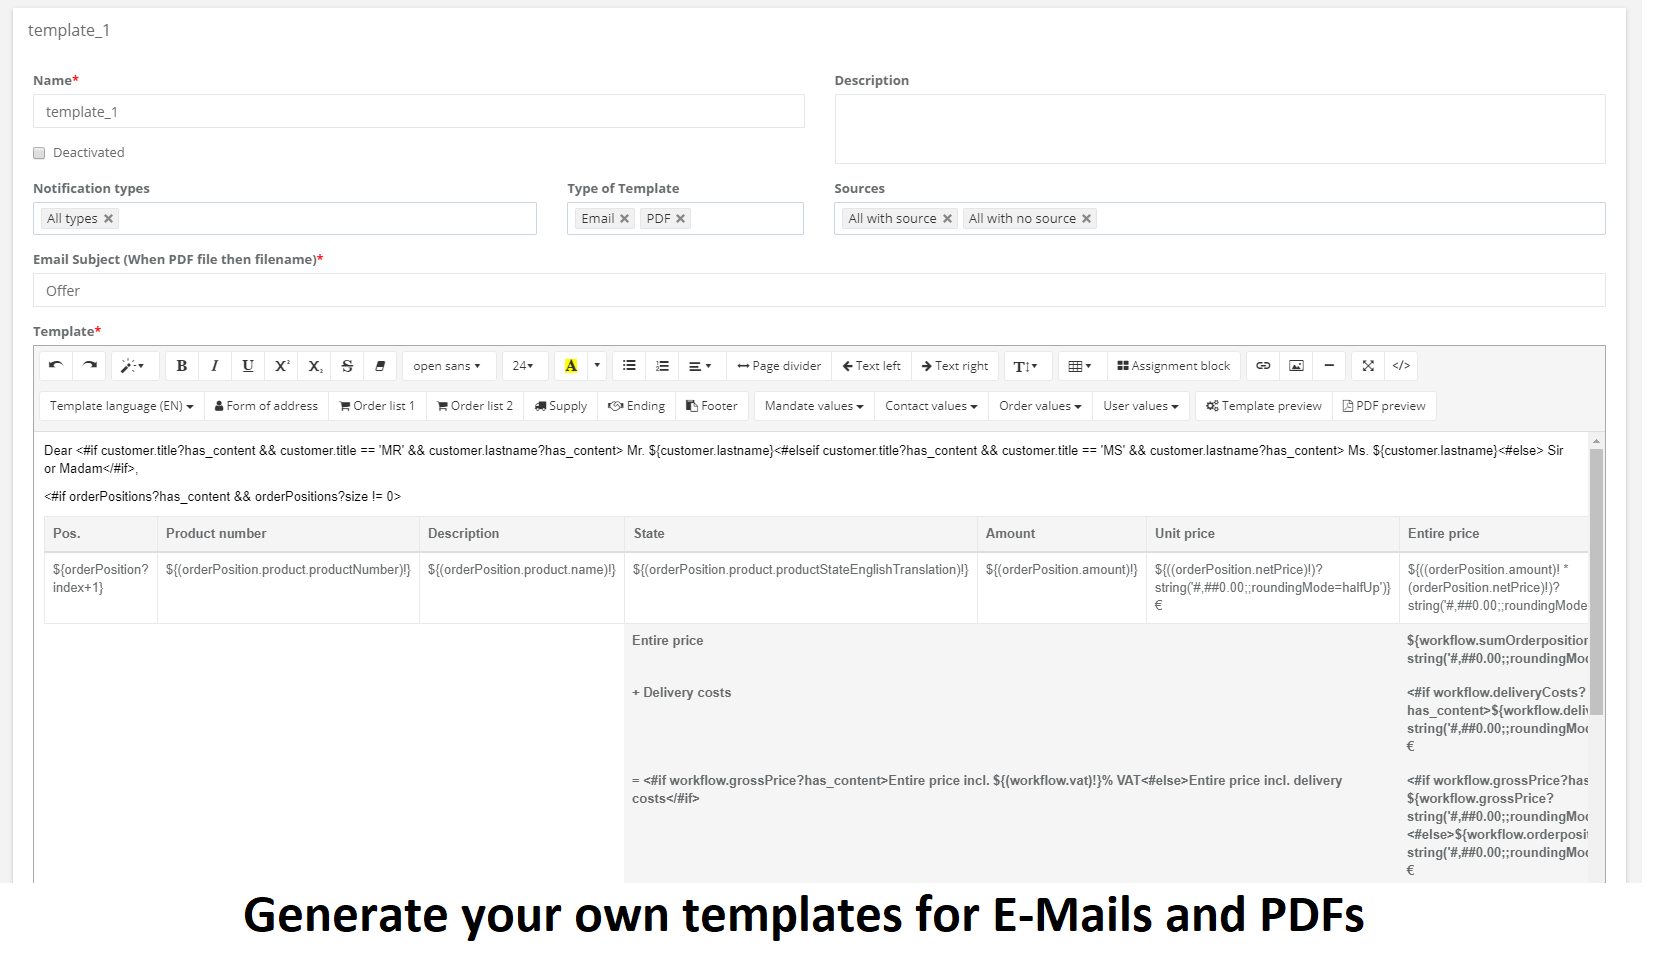 template_1
Name*
Description
template_1
Deactivated
Notification types
Type of Template
Sources
All types ×
Email × PDF ×
All with source × All with no source ×
Email Subject (When PDF file then filename)*
Offer
Template*
B I U X² X₂ S open sans 24 A Page divider Text left Text right T Assignment block </>
Template language (EN) Form of address Order list 1 Order list 2 Supply Ending Footer Mandate values Contact values Order values User values Template preview PDF preview
Dear <#if customer.title?has_content && customer.title == 'MR' && customer.lastname?has_content> Mr. ${customer.lastname}<#elseif customer.title?has_content && customer.title == 'MS' && customer.lastname?has_content> Ms. ${customer.lastname}<#else> Sir
or Madam</#if>,
<#if orderPositions?has_content && orderPositions?size != 0>
Pos. Product number Description State Amount Unit price Entire price
${orderPosition?
index+1}
${(orderPosition.product.productNumber)!}
${(orderPosition.product.name)!}
${(orderPosition.product.productStateEnglishTranslation)!}
${(orderPosition.amount)!}
${((orderPosition.netPrice)!)?
string('#,##0.00;;roundingMode=halfUp')}
€
${((orderPosition.amount)! *
(orderPosition.netPrice)!)?
string('#,##0.00;;roundingMode
Entire price
${workflow.sumOrderposition
string('#,##0.00;;roundingMo
+ Delivery costs
<#if workflow.deliveryCosts?
has_content>${workflow.deli
string('#,##0.00;;roundingMo
€
= <#if workflow.grossPrice?has_content>Entire price incl. ${(workflow.vat)!}% VAT<#else>Entire price incl. delivery
costs</#if>
<#if workflow.grossPrice?has
${workflow.grossPrice?
string('#,##0.00;;roundingMo
<#else>${workflow.orderposit
string('#,##0.00;;roundingMo
€
Generate your own templates for E-Mails and PDFs